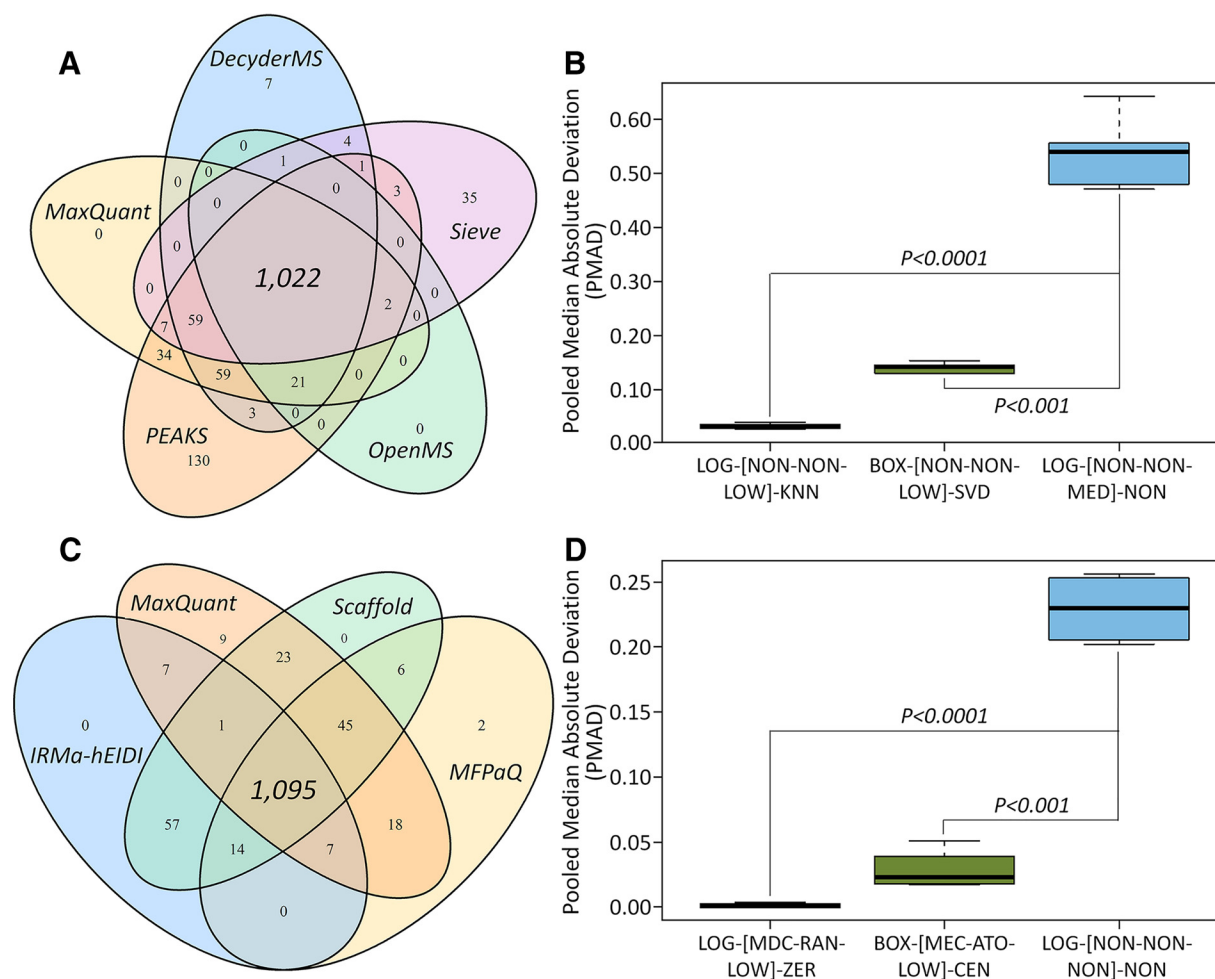 A
DecyderMS
7
0
4
0
1
1
0
0
3
35
MaxQuant
0
0
Sieve
0
0
0
1,022
0
0
2
0
7
59
34
0
59
21
0
3
0
0
PEAKS
130
0
OpenMS
B
Pooled Median Absolute Deviation
(PMAD)
0.60
0.50
0.40
0.30
0.20
0.10
0.00
P<0.0001
P<0.001
LOG-[NON-NON-
LOW]-KNN
BOX-[NON-NON-
LOW]-SVD
LOG-[NON-NON-
MED]-NON
C
MaxQuant
Scaffold
9
0
23
7
6
0
1
45
2
IRMa-hEIDI
MFPaQ
1,095
57
18
14
7
0
D
Pooled Median Absolute Deviation
(PMAD)
0.25
0.20
0.15
0.10
0.05
0.00
P<0.0001
P<0.001
LOG-[MDC-RAN-
LOW]-ZER
BOX-[MEC-ATO-
LOW]-CEN
LOG-[NON-NON-
NON]-NON